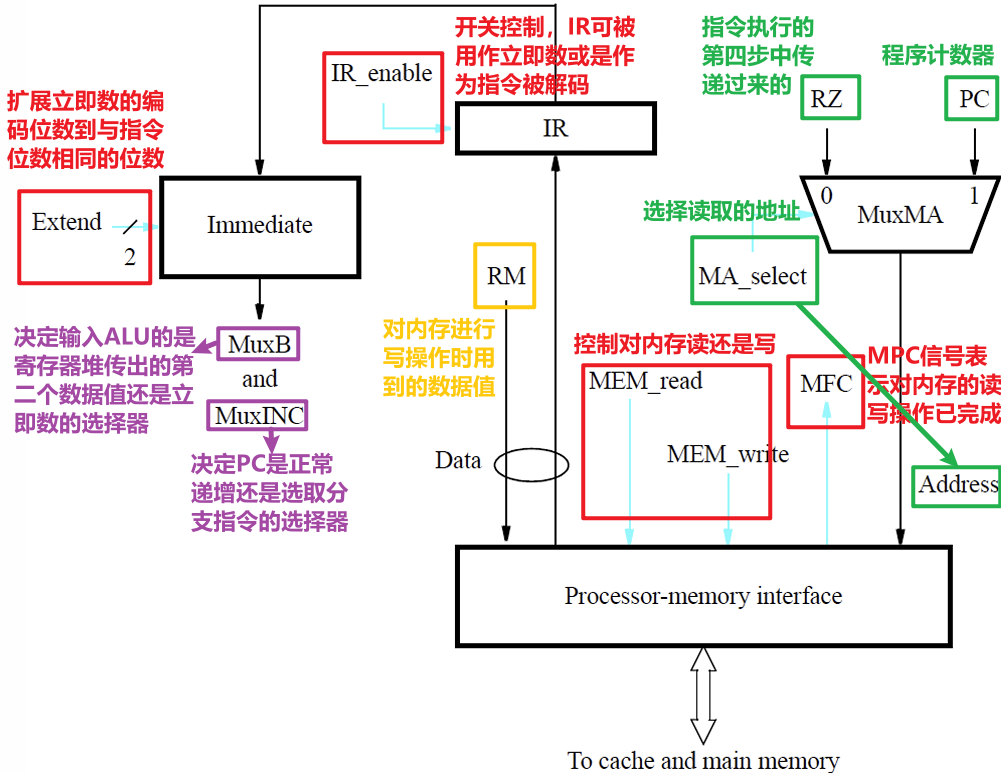 开关控制，IR可被
用作立即数或是作
为指令被解码
指令执行的
第四步中传
递过来的
程序计数器
IR_enable
RZ
PC
扩展立即数的编
码位数到与指令
位数相同的位数
IR
Extend
2
Immediate
0
1
MuxMA
选择读取的地址
RM
MA_select
决定输入ALU的是
寄存器堆传出的第
二个数据值还是立
即数的选择器
MuxB
and
MuxINC
决定PC是正常
递增还是选取分
支指令的选择器
对内存进行
写操作时用
到的数据值
控制对内存读还是写
MEM_read
MEM_write
MFC
MPC信号表
示对内存的读
写操作已完成
Data
Address
Processor-memory interface
To cache and main memory